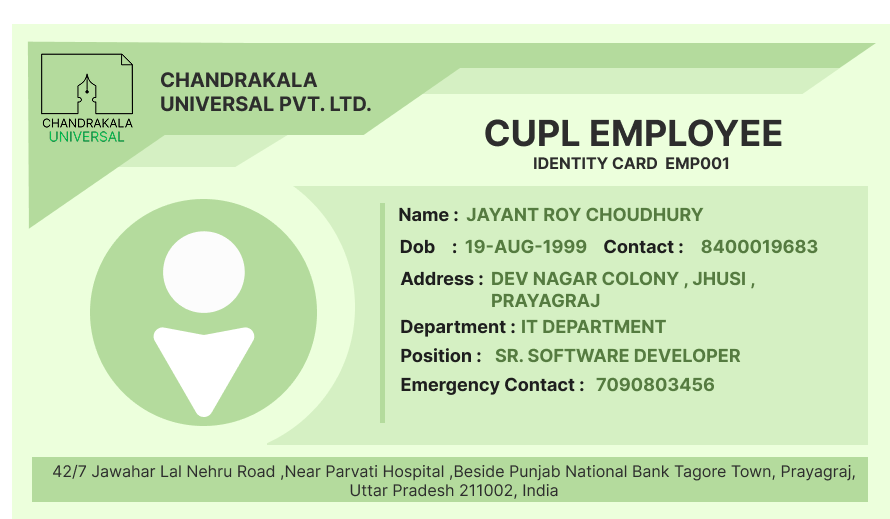 CHANDRAKALA
UNIVERSAL
CHANDRAKALA
UNIVERSAL PVT. LTD.
CUPL EMPLOYEE
IDENTITY CARD EMP001
Name : JAYANT ROY CHOUDHURY
Dob : 19-AUG-1999 Contact : 8400019683
Address : DEV NAGAR COLONY , JHUSI ,
PRAYAGRAJ
Department : IT DEPARTMENT
Position : SR. SOFTWARE DEVELOPER
Emergency Contact : 7090803456
42/7 Jawahar Lal Nehru Road ,Near Parvati Hospital ,Beside Punjab National Bank Tagore Town, Prayagraj,
Uttar Pradesh 211002, India